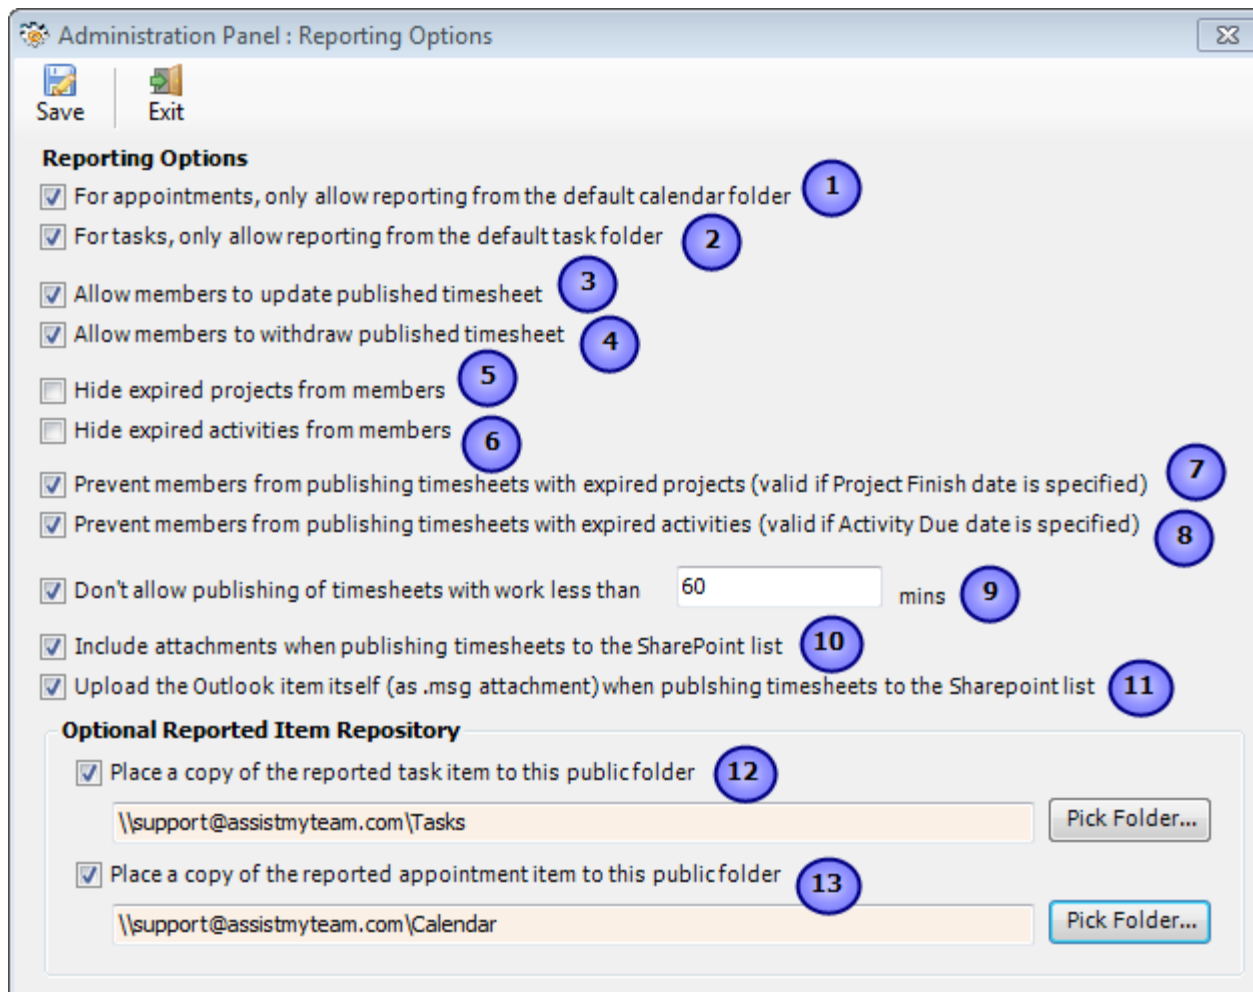 Administration Panel : Reporting Options
Save Exit
Reporting Options
For appointments, only allow reporting from the default calendar folder 1
For tasks, only allow reporting from the default task folder 2
Allow members to update published timesheet 3
Allow members to withdraw published timesheet 4
Hide expired projects from members 5
Hide expired activities from members 6
Prevent members from publishing timesheets with expired projects (valid if Project Finish date is specified) 7
Prevent members from publishing timesheets with expired activities (valid if Activity Due date is specified) 8
Don't allow publishing of timesheets with work less than 60 mins 9
Include attachments when publishing timesheets to the SharePoint list 10
Upload the Outlook item itself (as .msg attachment) when publshing timesheets to the Sharepoint list 11
Optional Reported Item Repository
Place a copy of the reported task item to this public folder 12
\\support@assistmyteam.com\Tasks Pick Folder...
Place a copy of the reported appointment item to this public folder 13
\\support@assistmyteam.com\Calendar Pick Folder...